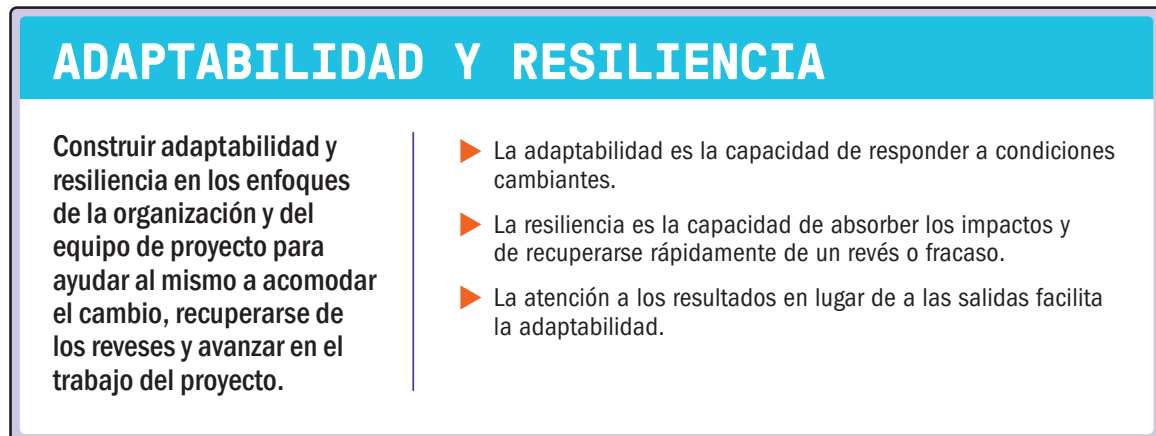 ADAPTABILIDAD Y RESILIENCIA
Construir adaptabilidad y
resiliencia en los enfoques
de la organización y del
equipo de proyecto para
ayudar al mismo a acomodar
el cambio, recuperarse de
los reveses y avanzar en el
trabajo del proyecto.
La adaptabilidad es la capacidad de responder a condiciones
cambiantes.
La resiliencia es la capacidad de absorber los impactos y
de recuperarse rápidamente de un revés o fracaso.
La atención a los resultados en lugar de a las salidas facilita
la adaptabilidad.